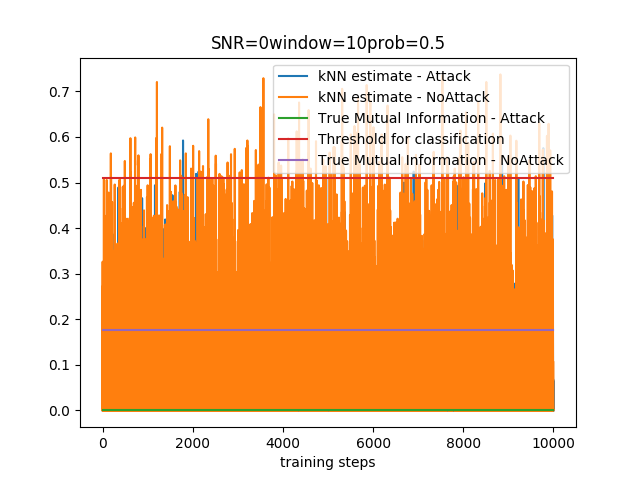 SNR=0window=10prob=0.5
kNN estimate - Attack
kNN estimate - NoAttack
True Mutual Information - Attack
Threshold for classification
True Mutual Information - NoAttack
0.7
0.6
0.5
0.4
0.3
0.2
0.1
0.0
0 2000 4000 6000 8000 10000
training steps